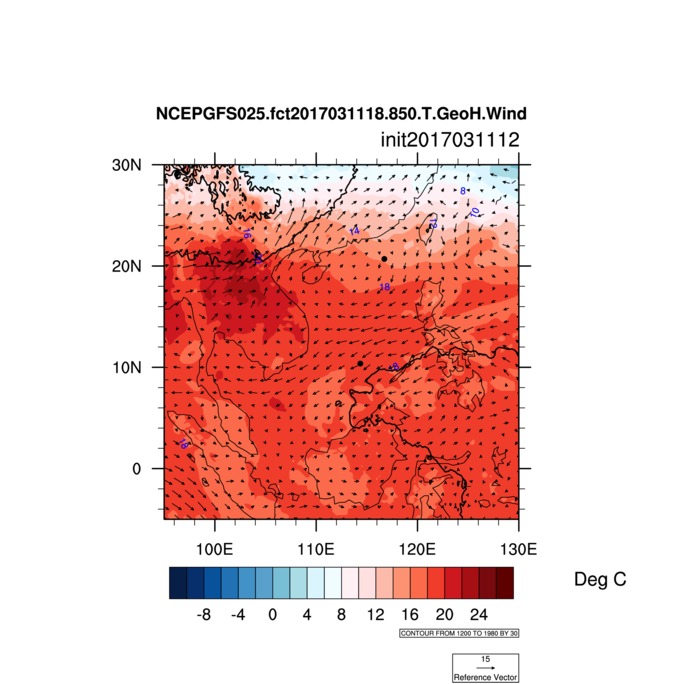 NCEPGFS025.fct2017031118.850.T.GeoH.Wind
init2017031112
30N
20N
10N
0
100E 110E 120E 130E
8
10
16
14
18
18
-8 -4 0 4 8 12 16 20 24
Deg C
CONTOUR FROM 1200 TO 1980 BY 30
15
Reference Vector